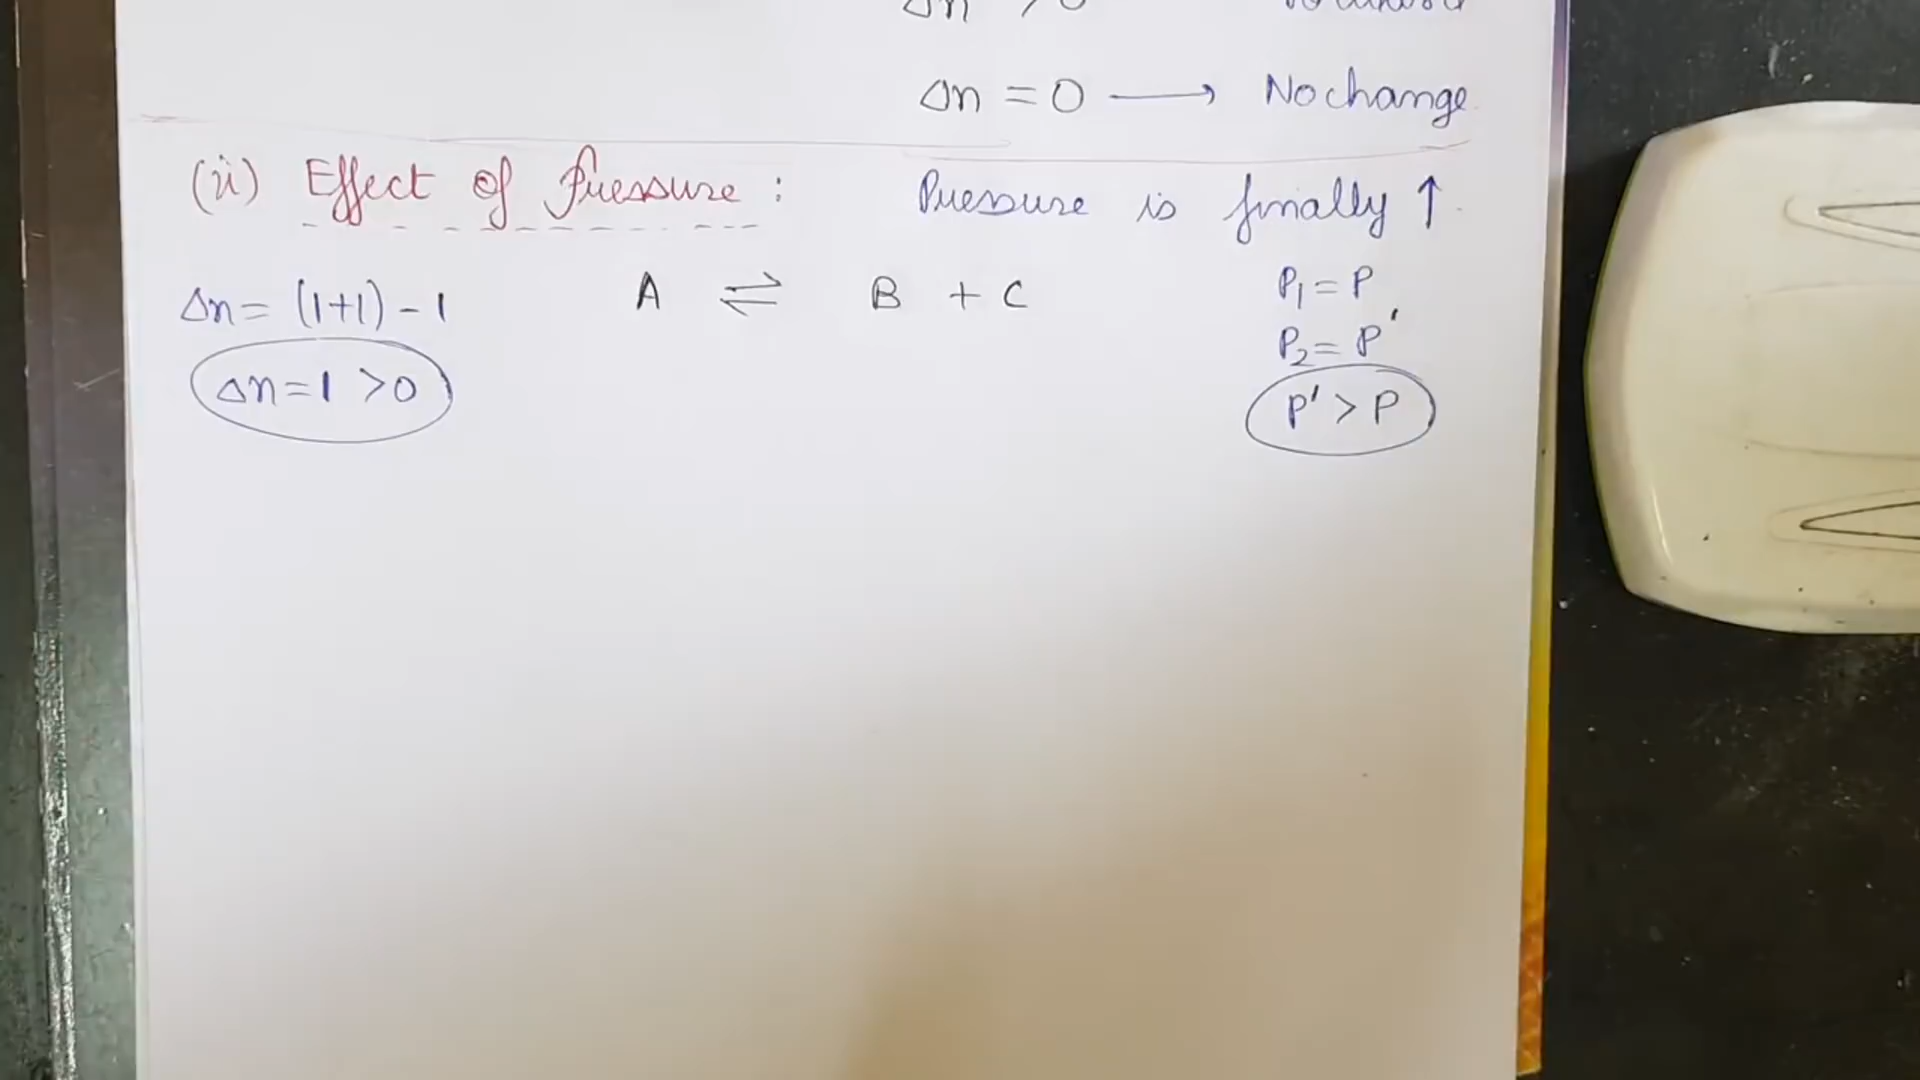 Δn = 0 ⟶ No change
(ii) Effect of Pressure : Pressure is finally ↑
Δn = (1+1) - 1 A ⇌ B + C P₁ = P
P₂ = P'
Δn = 1 > 0 P' > P